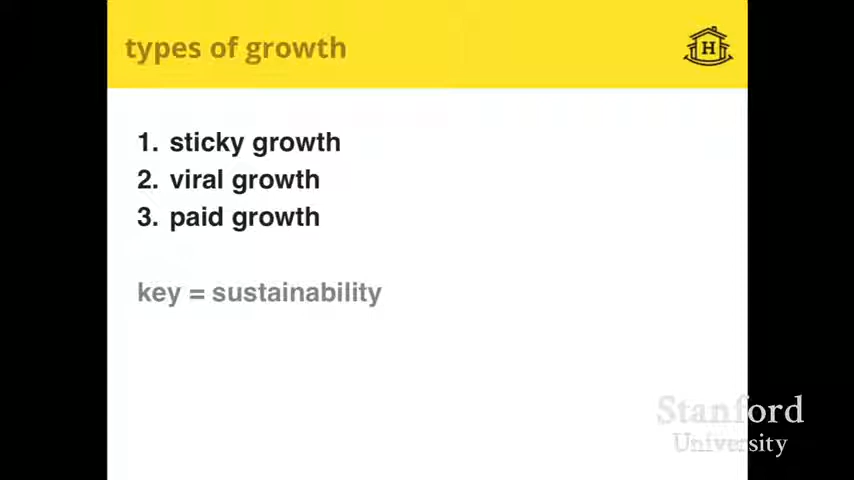 types of growth
H
1. sticky growth
2. viral growth
3. paid growth
key = sustainability
Stanford
University